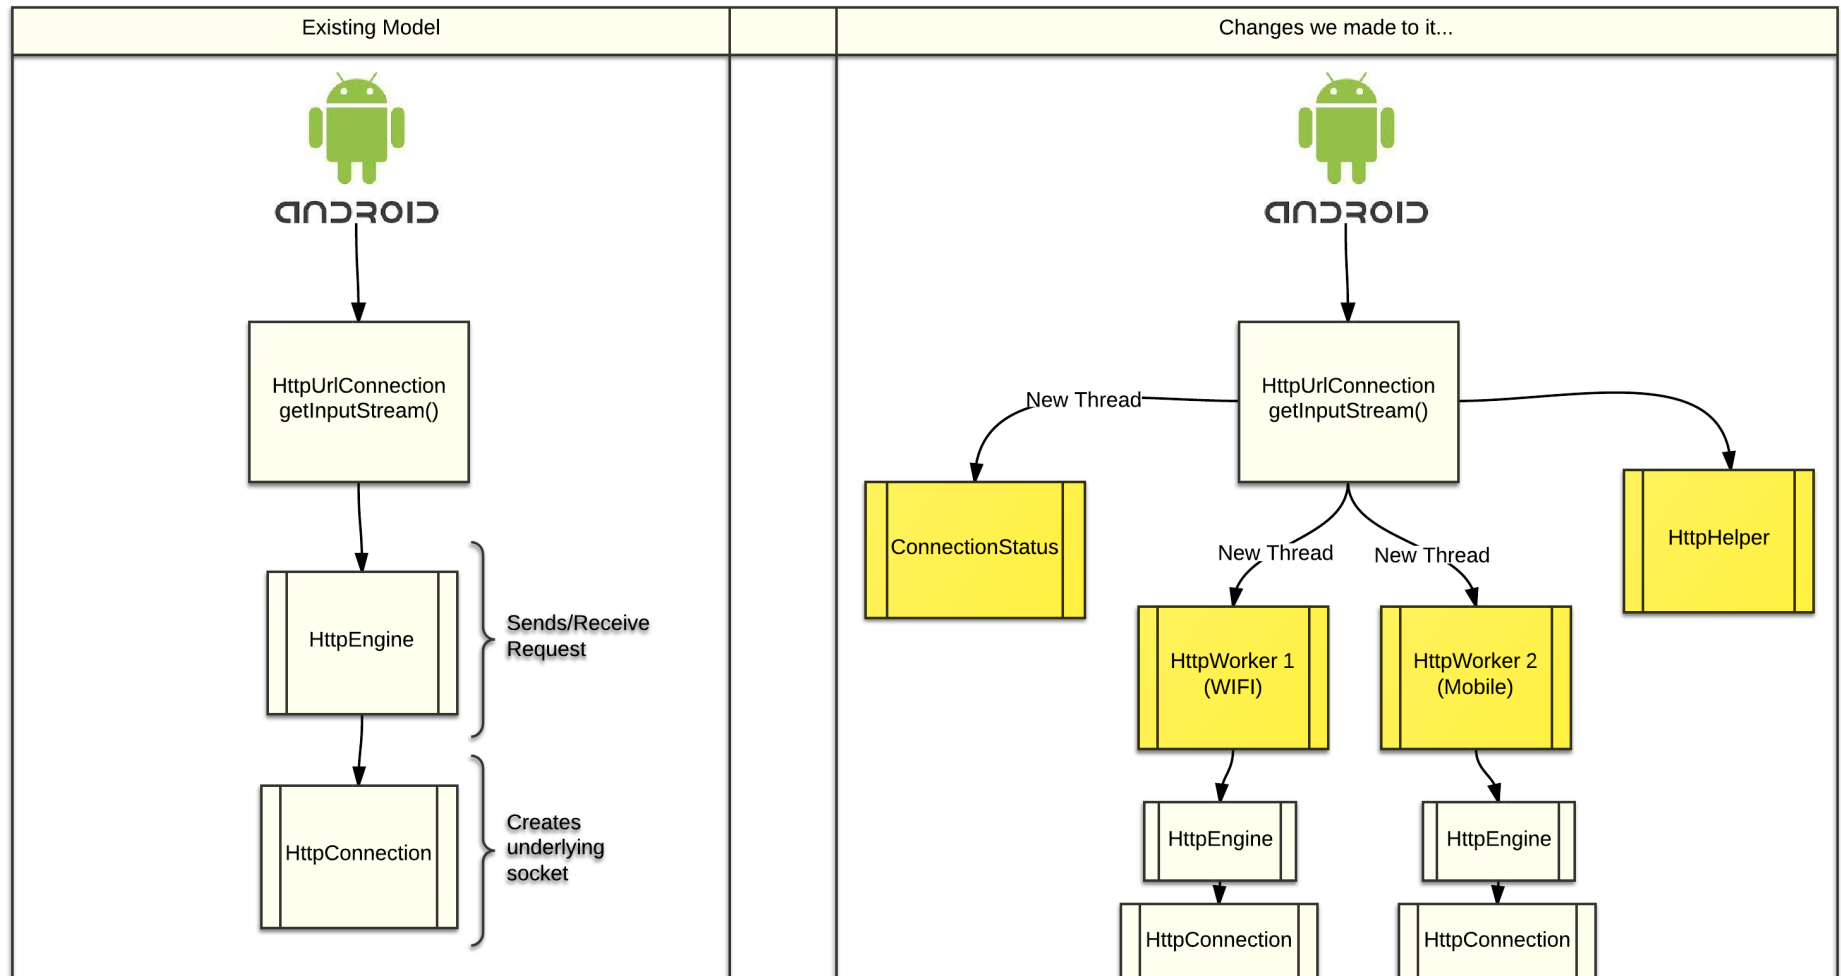 Existing Model
Changes we made to it...
ANDROID
HttpUrlConnection
getInputStream()
HttpEngine
Sends/Receive
Request
HttpConnection
Creates
underlying
socket
ANDROID
HttpUrlConnection
getInputStream()
New Thread
ConnectionStatus
HttpHelper
New Thread
New Thread
HttpWorker 1
(WIFI)
HttpWorker 2
(Mobile)
HttpEngine
HttpEngine
HttpConnection
HttpConnection